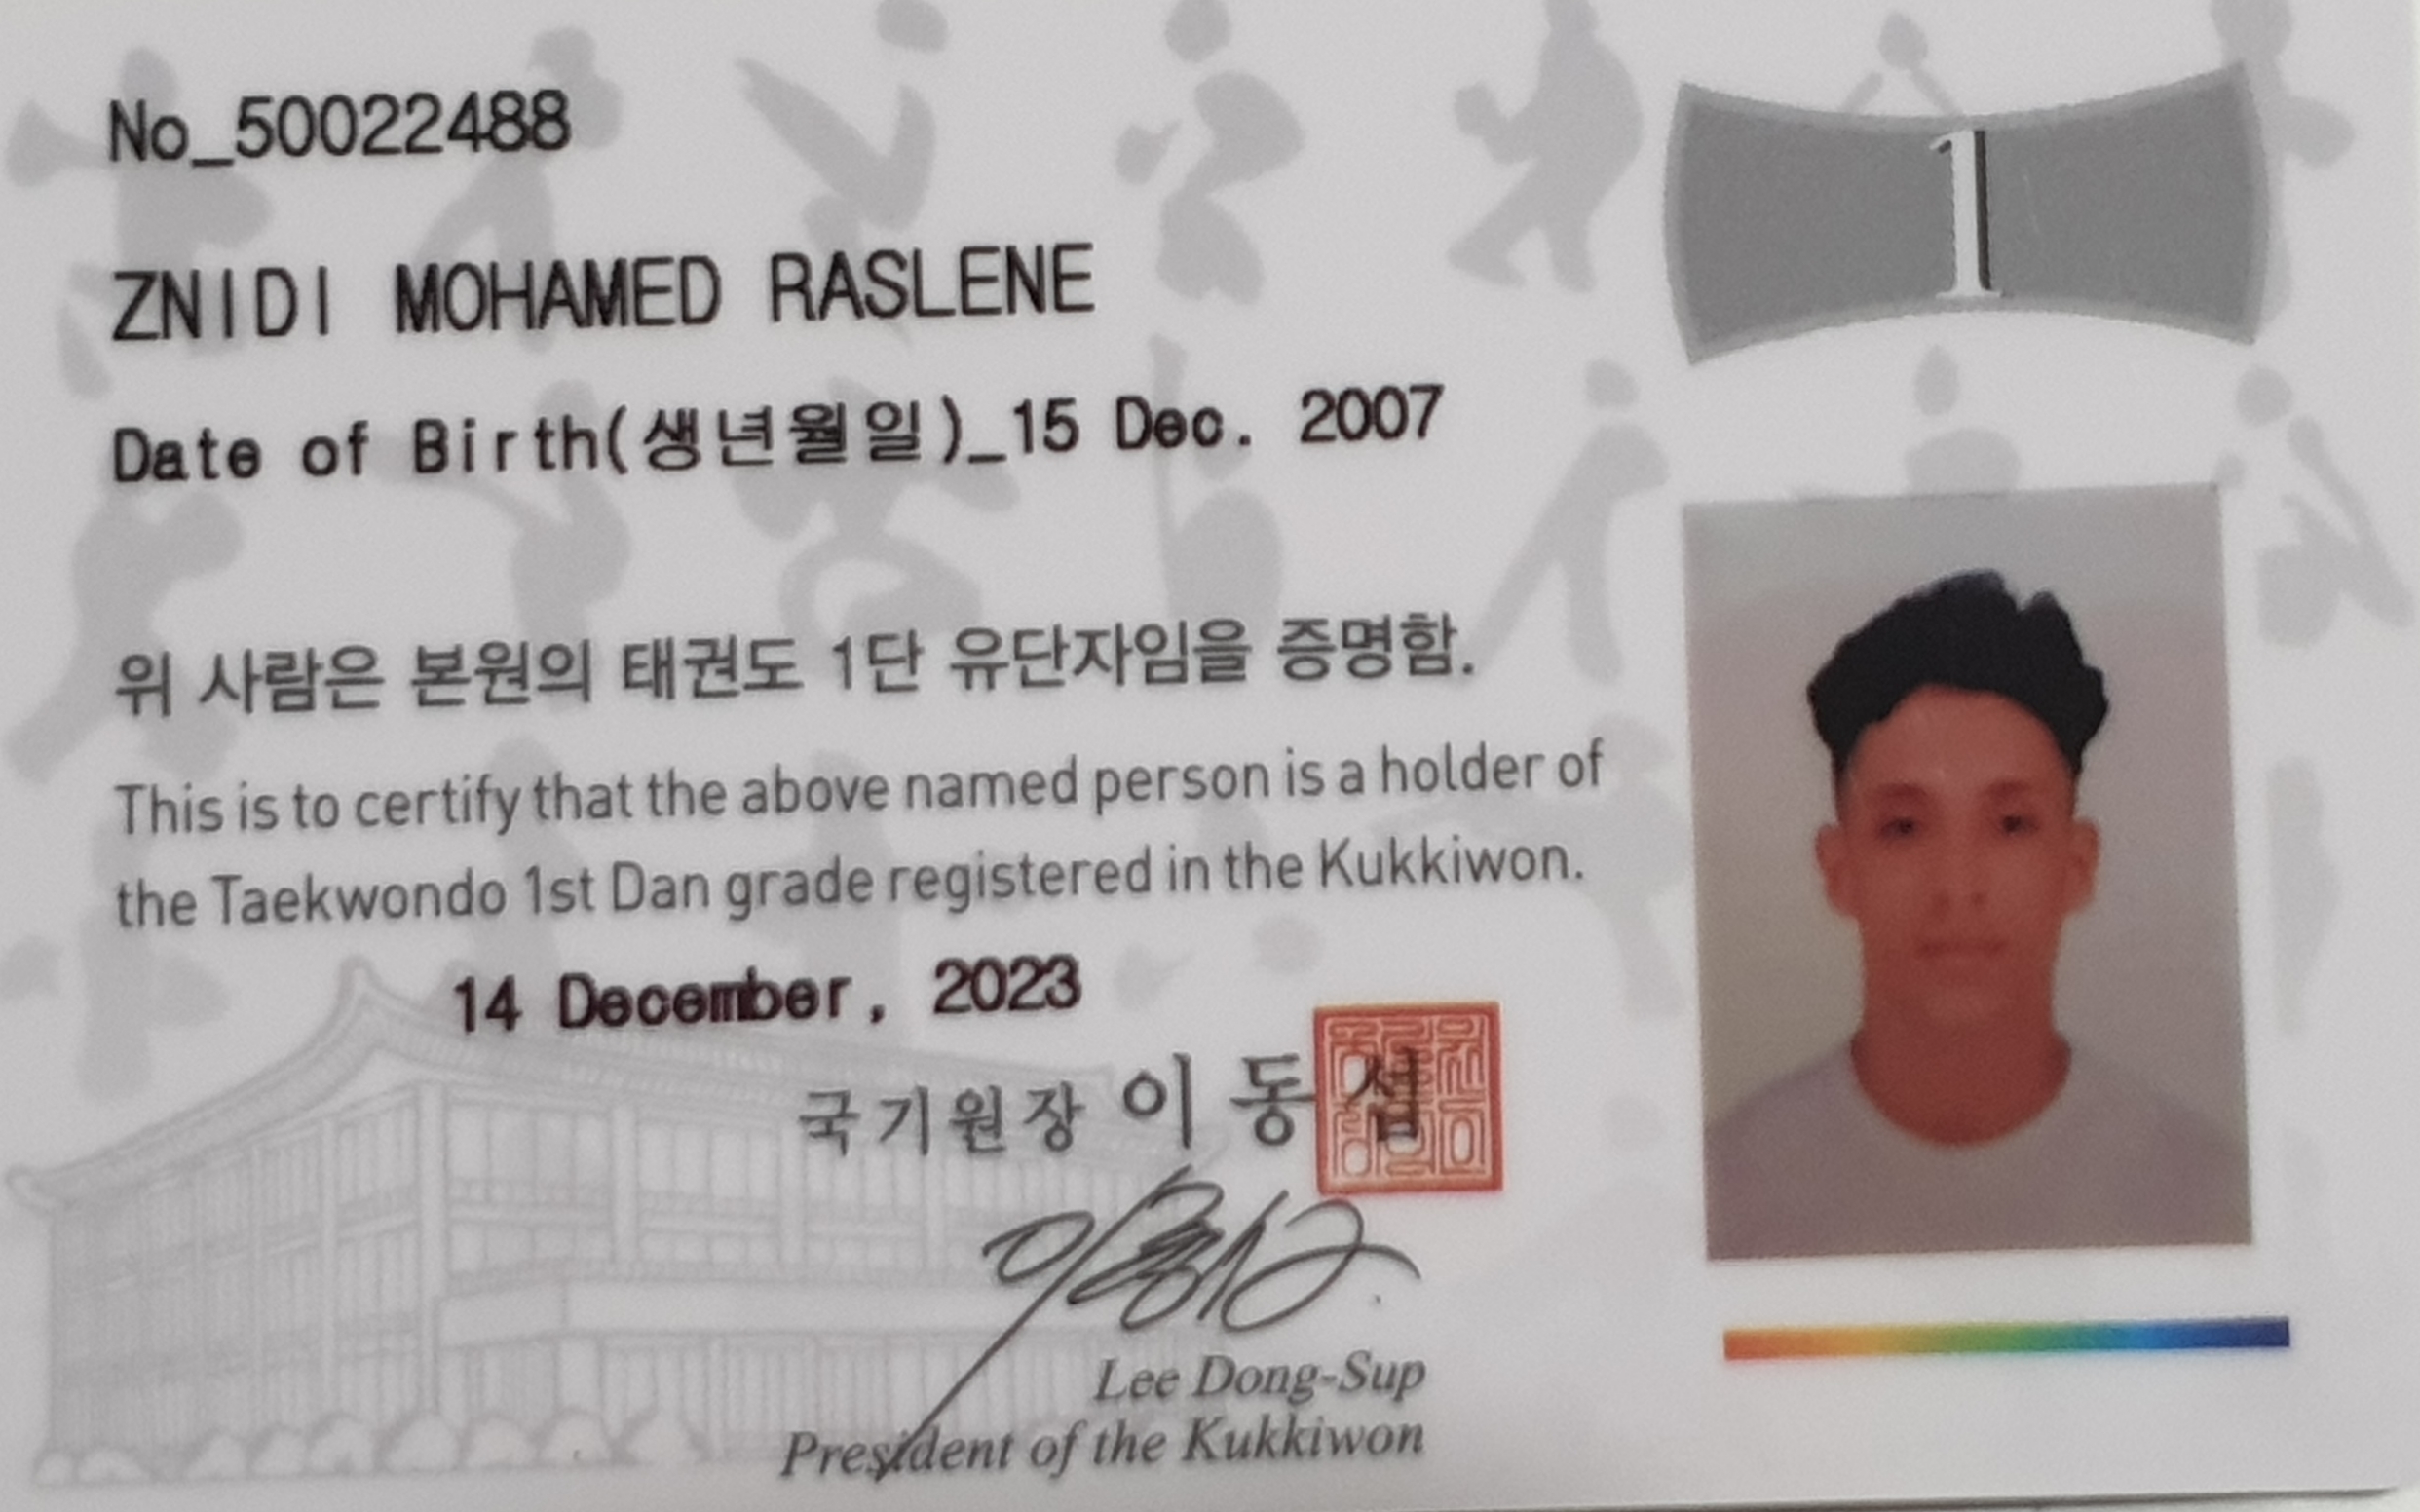 No_50022488
1
ZNIDI MOHAMED RASLENE
Date of Birth(생년월일)_15 Dec. 2007
위 사람은 본원의 태권도 1단 유단자임을 증명함.
This is to certify that the above named person is a holder of
the Taekwondo 1st Dan grade registered in the Kukkiwon.
14 December, 2023
국기원장 이동섭
Lee Dong-Sup
President of the Kukkiwon